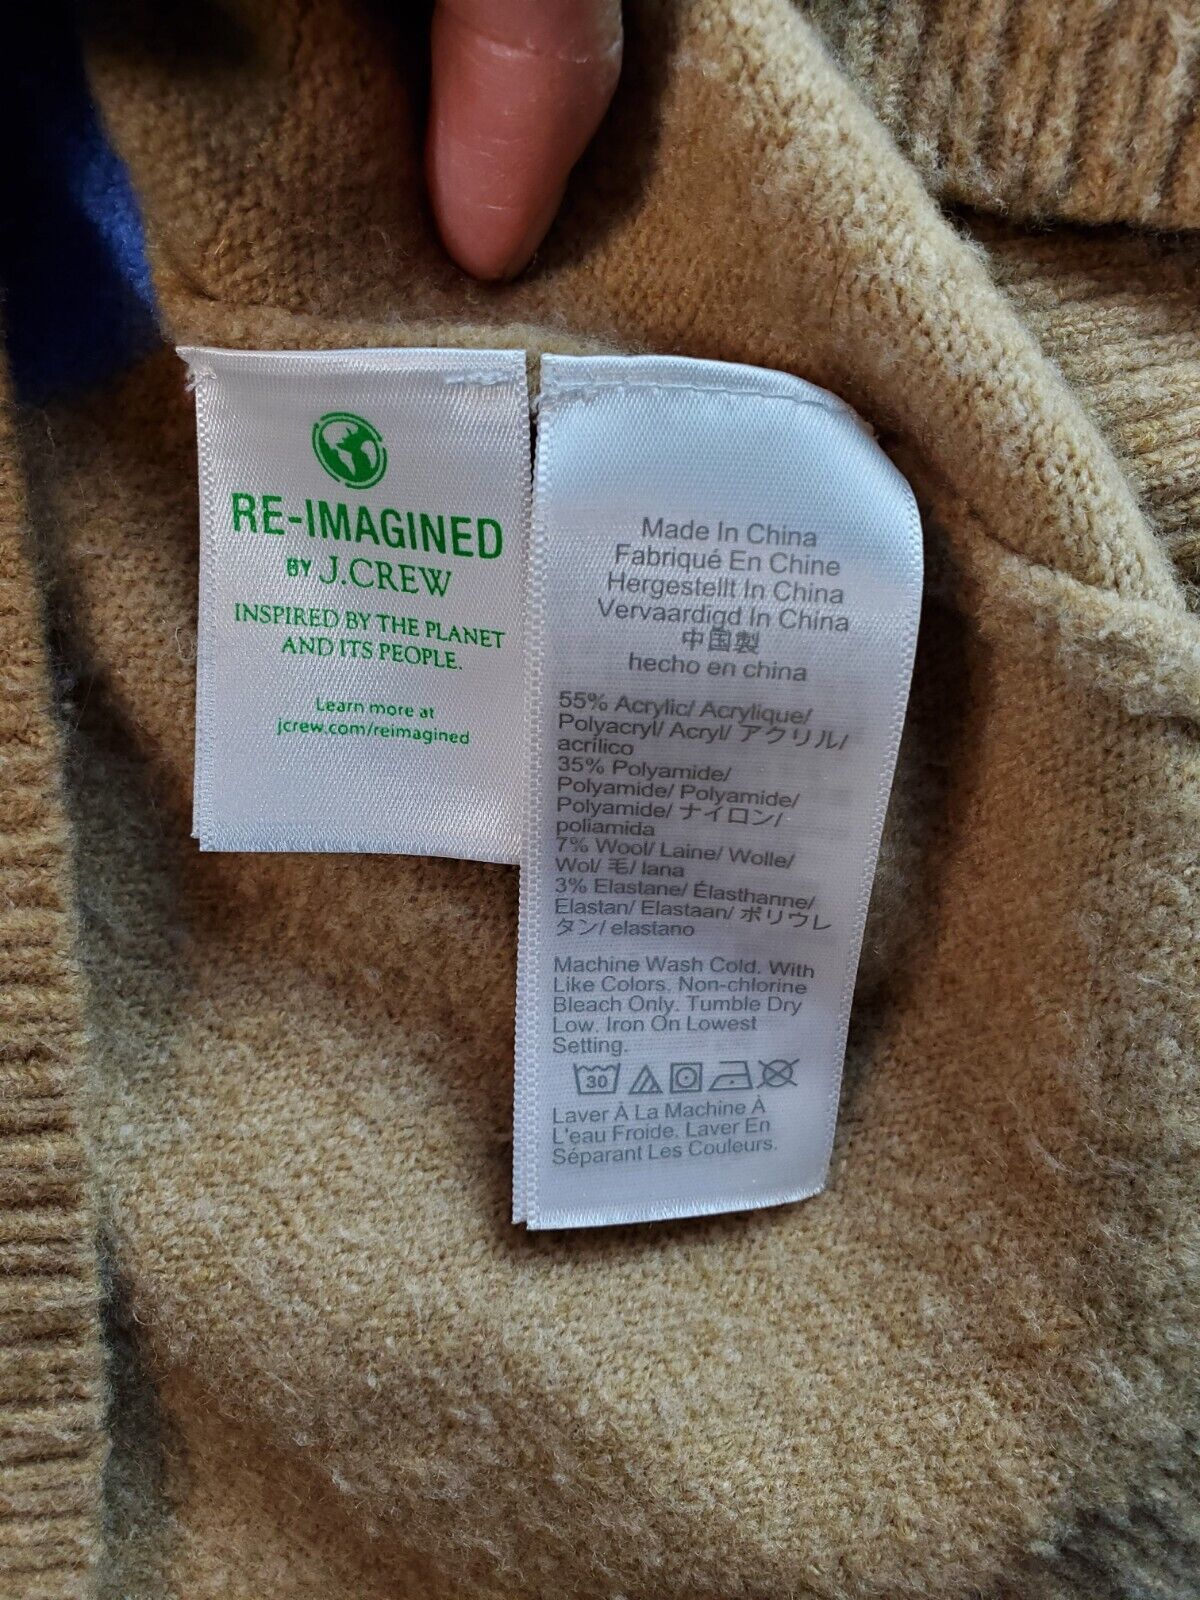 RE-IMAGINED
BY J.CREW
INSPIRED BY THE PLANET
AND ITS PEOPLE.
Learn more at
jcrew.com/reimagined
Made In China
Fabriqué En Chine
Hergestellt In China
Vervaardigd In China
中国製
hecho en china
55% Acrylic/ Acrylique/
Polyacryl/ Acryl/ アクリル/
acrílico
35% Polyamide/
Polyamide/ Polyamide/
Polyamide/ ナイロン/
poliamida
7% Wool/ Laine/ Wolle/
Wol/ 毛/ lana
3% Elastane/ Élasthanne/
Elastan/ Elastaan/ ポリウレ
タン/ elastano
Machine Wash Cold. With
Like Colors. Non-chlorine
Bleach Only. Tumble Dry
Low. Iron On Lowest
Setting.
30
Laver À La Machine À
L'eau Froide. Laver En
Séparant Les Couleurs.